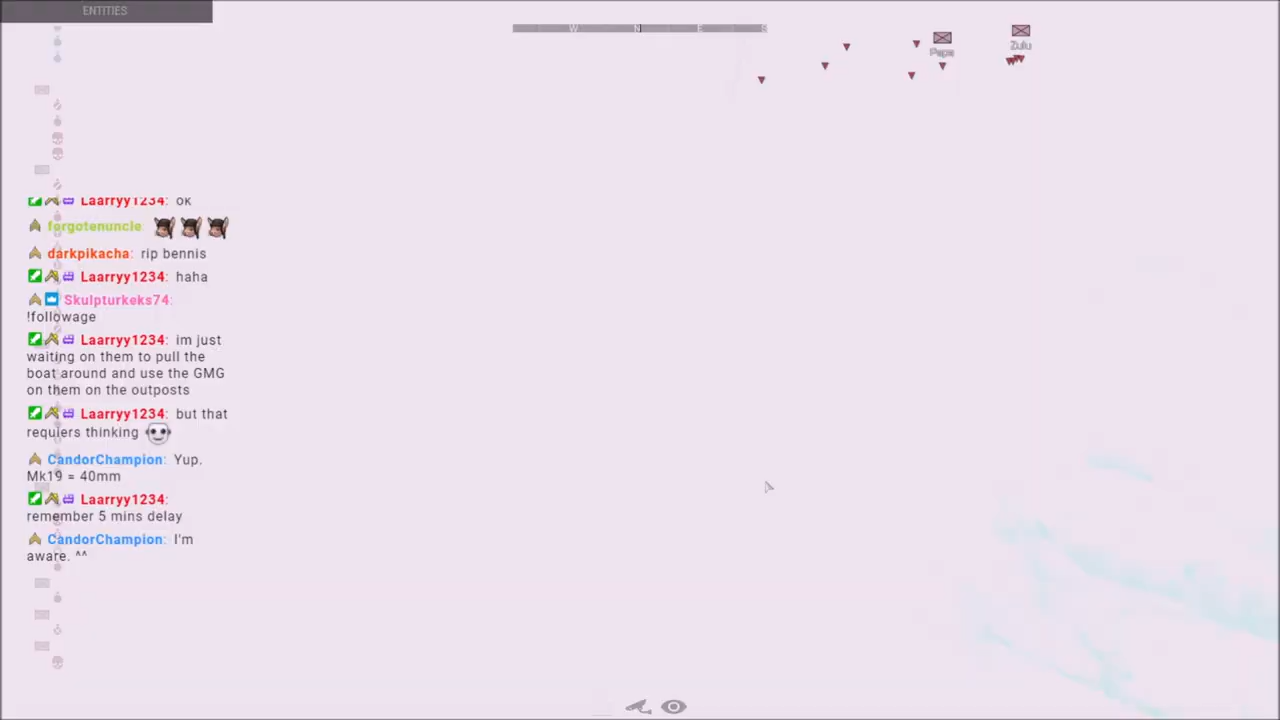 ENTITIES
W N E S
Papa
Zulu
Laarryy1234: ok
forgotenuncle:
darkpikacha: rip bennis
Laarryy1234: haha
Skulpturkeks74:
!followage
Laarryy1234: im just
waiting on them to pull the
boat around and use the GMG
on them on the outposts
Laarryy1234: but that
requiers thinking
CandorChampion: Yup.
Mk19 = 40mm
Laarryy1234:
remember 5 mins delay
CandorChampion: I'm
aware. ^^